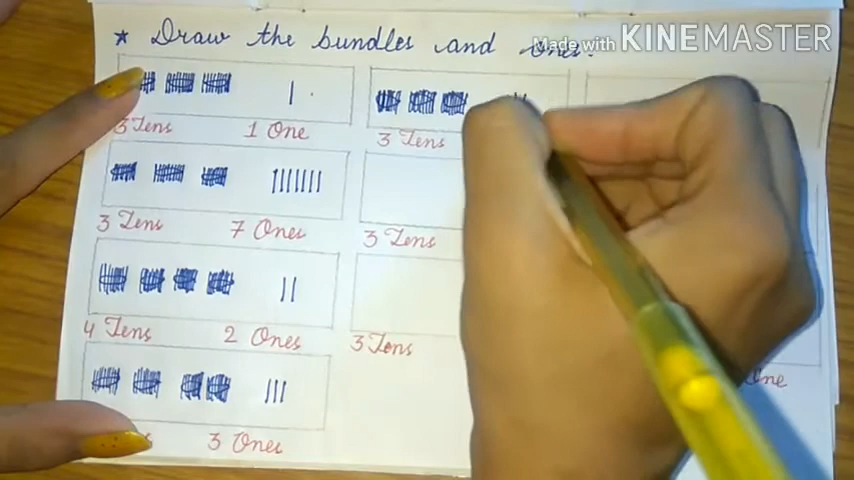 Made with KINEMASTER
* Draw the bundles and ones.
3 Tens 1 One
3 Tens
3 Tens 7 Ones
3 Tens
4 Tens 2 Ones
3 Tens
One
3 Ones